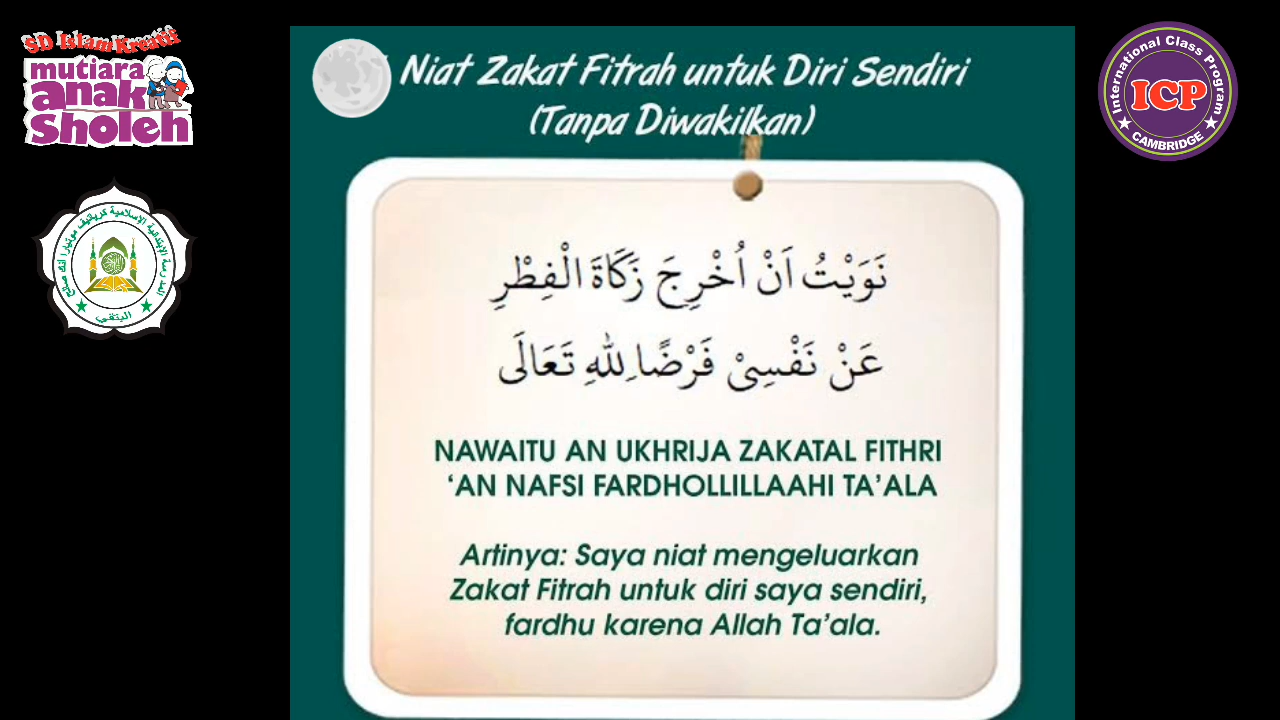 SD Islam Kreatif
mutiara
anak
sholeh
International Class Program
ICP
CAMBRIDGE
Niat Zakat Fitrah untuk Diri Sendiri
(Tanpa Diwakilkan)
نَوَيْتُ اَنْ اُخْرِجَ زَكَاةَ الْفِطْرِ
عَنْ نَفْسِيْ فَرْضًا لِلّٰهِ تَعَالَى
NAWAITU AN UKHRIJA ZAKATAL FITHRI
‘AN NAFSI FARDHOLLILLAAHI TA’ALA
Artinya: Saya niat mengeluarkan
Zakat Fitrah untuk diri saya sendiri,
fardhu karena Allah Ta’ala.